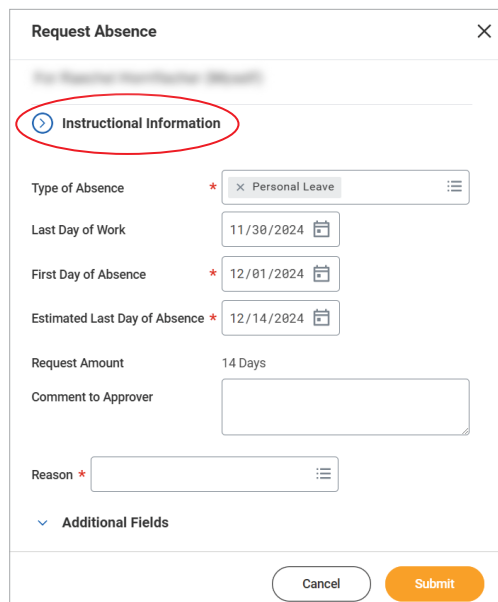 Request Absence
Instructional Information
Type of Absence * × Personal Leave
Last Day of Work 11/30/2024
First Day of Absence * 12/01/2024
Estimated Last Day of Absence * 12/14/2024
Request Amount 14 Days
Comment to Approver
Reason *
Additional Fields
Cancel Submit